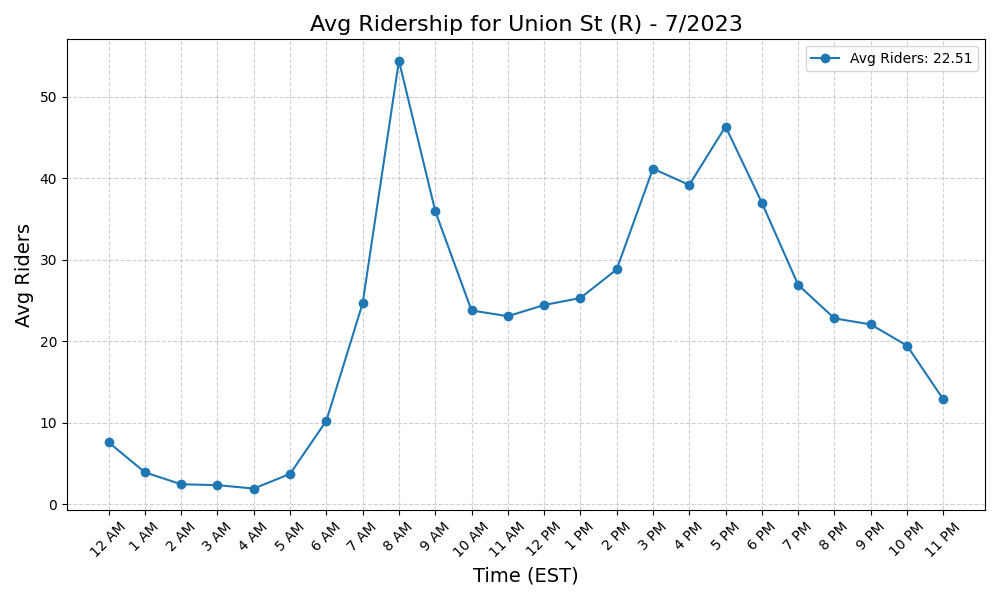 Avg Ridership for Union St (R) - 7/2023
Avg Riders: 22.51
Avg Riders
50
40
30
20
10
0
12 AM
1 AM
2 AM
3 AM
4 AM
5 AM
6 AM
7 AM
8 AM
9 AM
10 AM
11 AM
12 PM
1 PM
2 PM
3 PM
4 PM
5 PM
6 PM
7 PM
8 PM
9 PM
10 PM
11 PM
Time (EST)